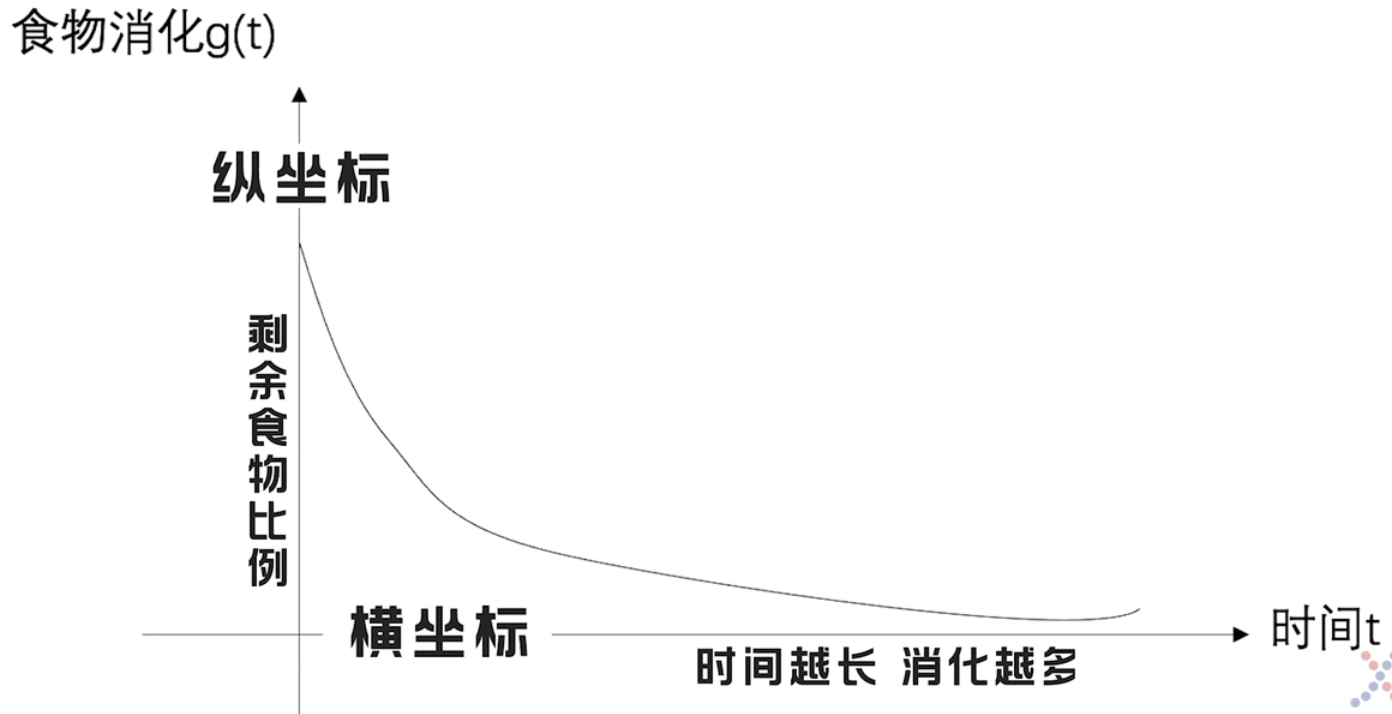 食物消化g(t)
纵坐标
剩余食物比例
横坐标
时间t
时间越长 消化越多